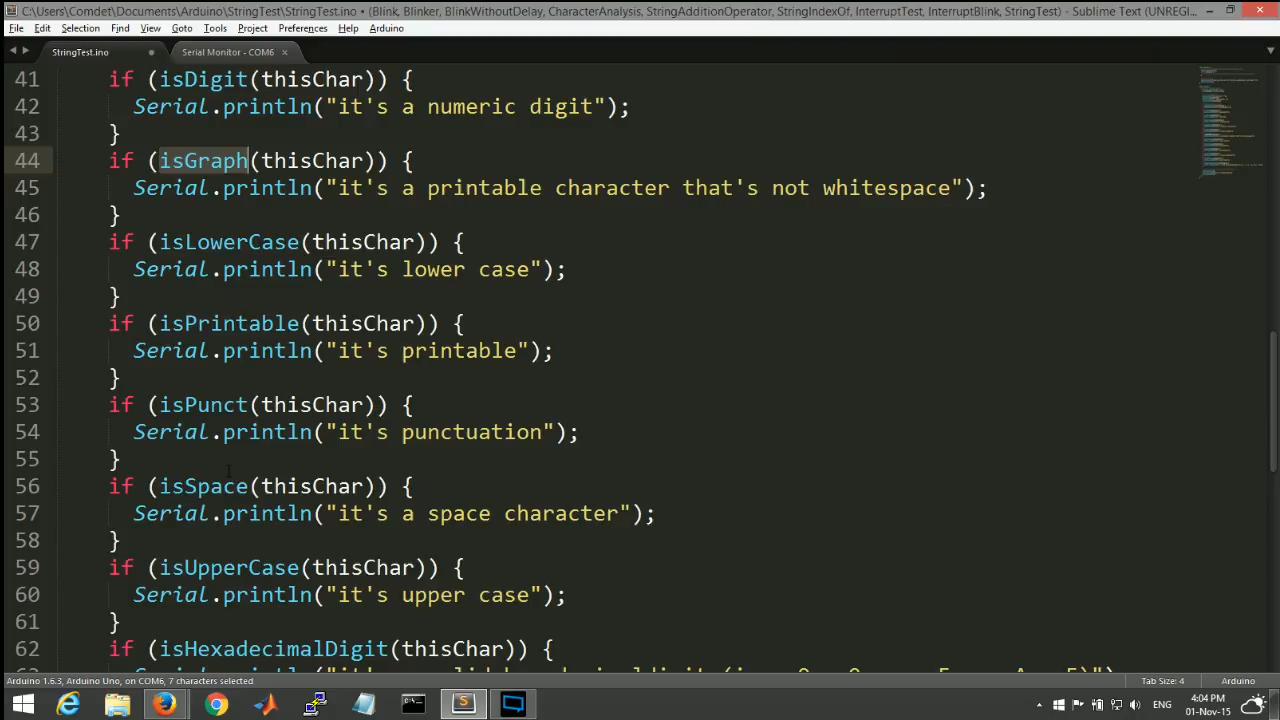 C:\Users\Comdet\Documents\Arduino\StringTest\StringTest.ino • (Blink, Blinker, BlinkWithoutDelay, CharacterAnalysis, StringAdditionOperator, StringIndexOf, InterruptTest, InterruptBlink, StringTest) - Sublime Text (UNREGI...
File Edit Selection Find View Goto Tools Project Preferences Help Arduino
StringTest.ino Serial Monitor - COM6
41 if (isDigit(thisChar)) {
42 Serial.println("it's a numeric digit");
43 }
44 if (isGraph(thisChar)) {
45 Serial.println("it's a printable character that's not whitespace");
46 }
47 if (isLowerCase(thisChar)) {
48 Serial.println("it's lower case");
49 }
50 if (isPrintable(thisChar)) {
51 Serial.println("it's printable");
52 }
53 if (isPunct(thisChar)) {
54 Serial.println("it's punctuation");
55 }
56 if (isSpace(thisChar)) {
57 Serial.println("it's a space character");
58 }
59 if (isUpperCase(thisChar)) {
60 Serial.println("it's upper case");
61 }
62 if (isHexadecimalDigit(thisChar)) {
Arduino 1.6.3, Arduino Uno, on COM6, 7 characters selected Tab Size: 4 Arduino
ENG 4:04 PM
01-Nov-15